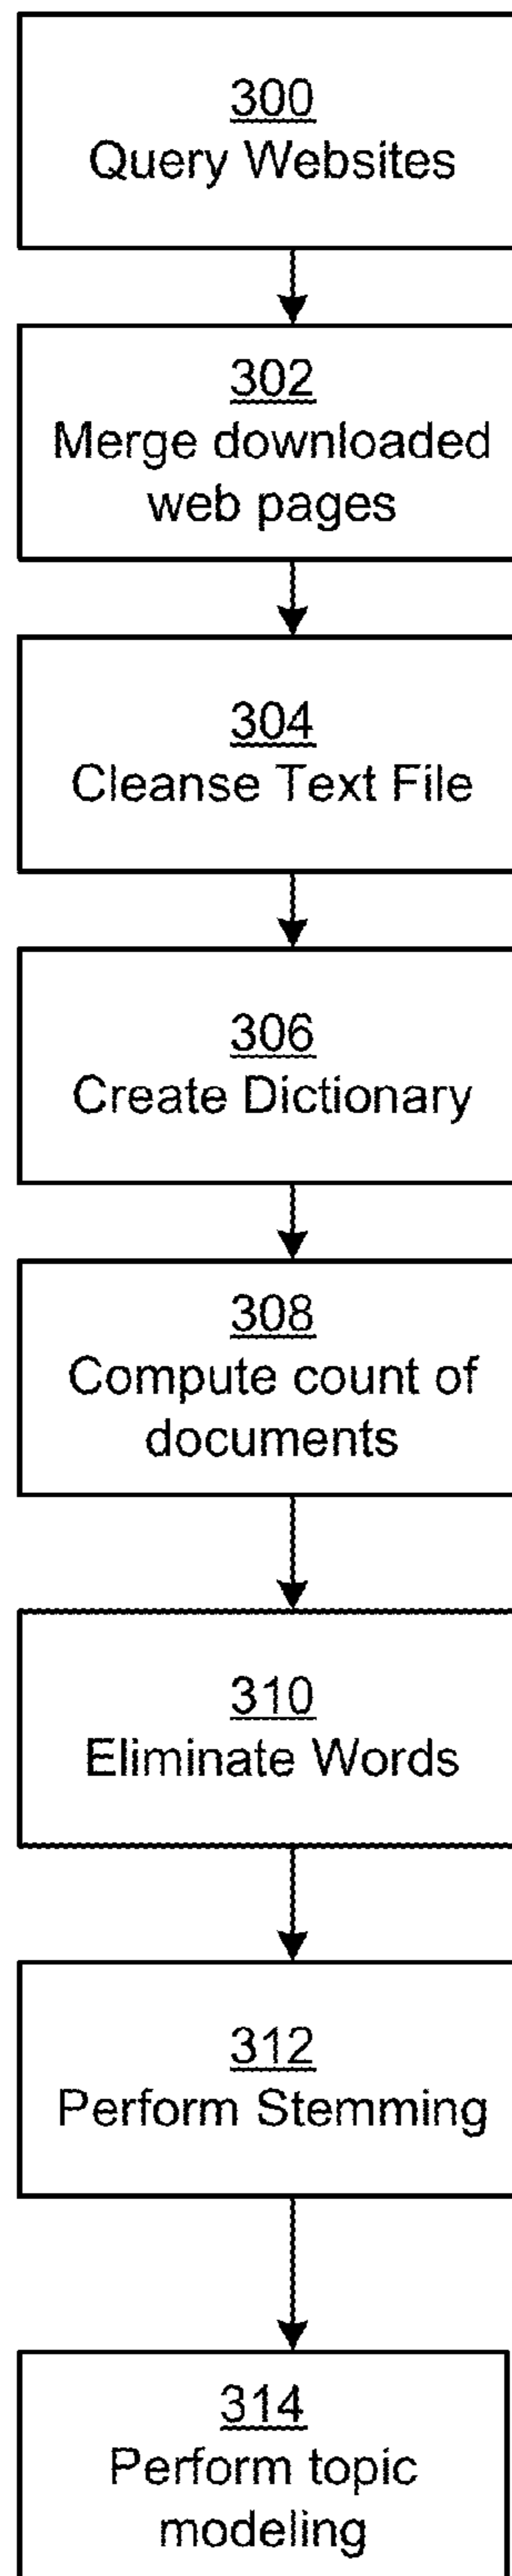 300
Query Websites
302
Merge downloaded
web pages
304
Cleanse Text File
306
Create Dictionary
308
Compute count of
documents
310
Eliminate Words
312
Perform Stemming
314
Perform topic
modeling